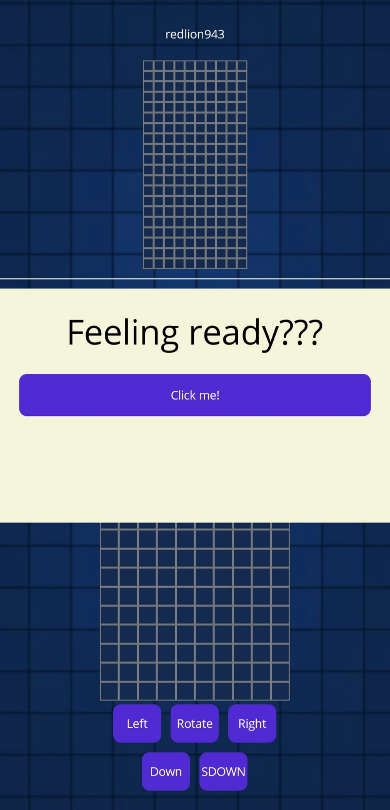 redlion943
Feeling ready???
Click me!
Left Rotate Right
Down SDOWN